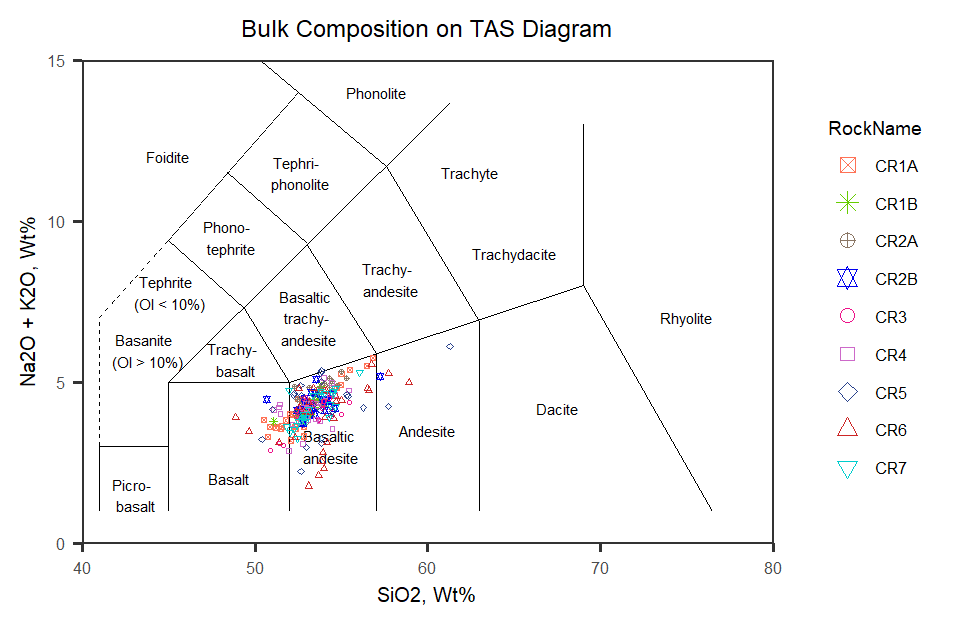 Bulk Composition on TAS Diagram
Na2O + K2O, Wt%
15
10
5
0
40
50
60
70
80
SiO2, Wt%
Phonolite
Foidite
Tephri-
phonolite
Trachyte
Phono-
tephrite
Trachydacite
Tephrite
(Ol < 10%)
Trachy-
andesite
Basaltic
trachy-
andesite
Rhyolite
Basanite
(Ol > 10%)
Trachy-
basalt
Dacite
Andesite
Basaltic
andesite
Basalt
Picro-
basalt
RockName
CR1A
CR1B
CR2A
CR2B
CR3
CR4
CR5
CR6
CR7